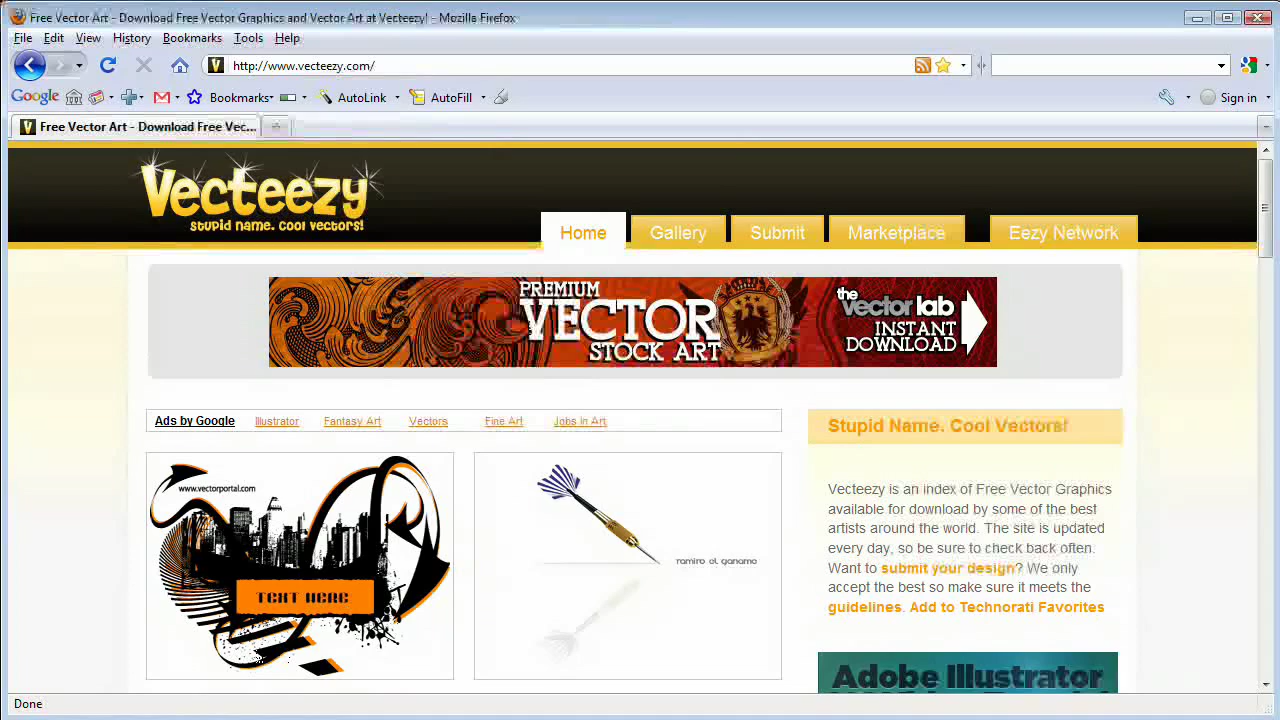 Free Vector Art - Download Free Vector Graphics and Vector Art at Vecteezy! - Mozilla Firefox
File Edit View History Bookmarks Tools Help
http://www.vecteezy.com/
Google Bookmarks AutoLink AutoFill Sign in
Free Vector Art - Download Free Vec...
Vecteezy
stupid name. cool vectors!
Home Gallery Submit Marketplace Eezy Network
PREMIUM
VECTOR
STOCK ART
the
vector lab
INSTANT
DOWNLOAD
Ads by Google Illustrator Fantasy Art Vectors Fine Art Jobs In Art
www.vectorportal.com
TEXT HERE
ramiro al ganamo
Stupid Name. Cool Vectors!
Vecteezy is an index of Free Vector Graphics
available for download by some of the best
artists around the world. The site is updated
every day, so be sure to check back often.
Want to submit your design? We only
accept the best so make sure it meets the
guidelines. Add to Technorati Favorites
Adobe Illustrator
Done